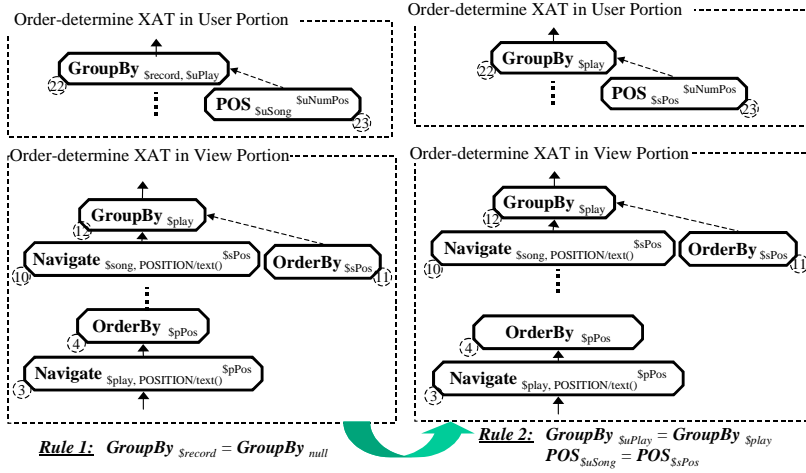 Order-determine XAT in User Portion
GroupBy $record, $uPlay
22
POS $uSong $uNumPos
23
Order-determine XAT in View Portion
GroupBy $play
12
Navigate $song, POSITION/text() $sPos
10
OrderBy $sPos
11
OrderBy $pPos
4
Navigate $play, POSITION/text() $pPos
3
Rule 1: GroupBy $record = GroupBy null
Order-determine XAT in User Portion
GroupBy $play
22
POS $sPos $uNumPos
23
Order-determine XAT in View Portion
GroupBy $play
12
Navigate $song, POSITION/text() $sPos
10
OrderBy $sPos
11
OrderBy $pPos
4
Navigate $play, POSITION/text() $pPos
3
Rule 2: GroupBy $uPlay = GroupBy $play
POS $uSong = POS $sPos